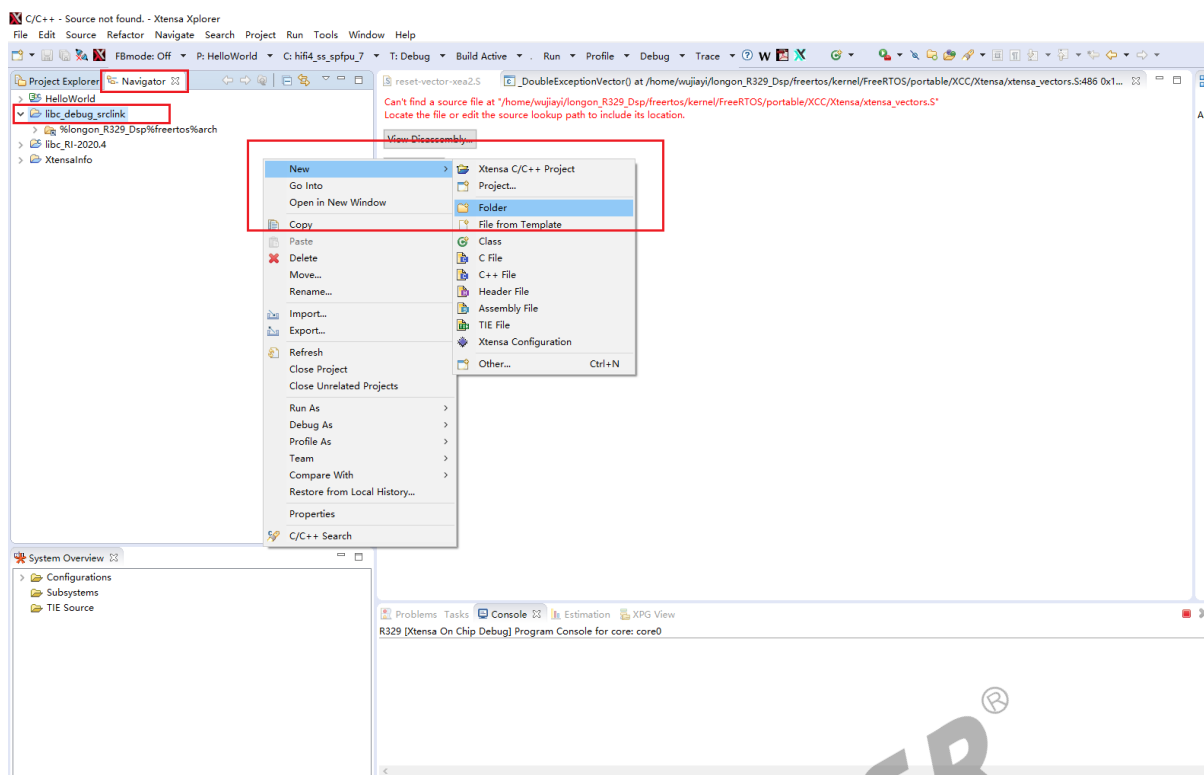 C/C++ - Source not found. - Xtensa Xplorer
File Edit Source Refactor Navigate Search Project Run Tools Window Help
FBmode: Off P: HelloWorld C: hifi4_ss_spfpu_7 T: Debug Build Active Run Profile Debug Trace
Project Explorer Navigator
HelloWorld
libc_debug_srclink
%longon_R329_Dsp%freertos%arch
libc_RI-2020.4
XtensaInfo
reset-vector-xea2.S _DoubleExceptionVector() at /home/wujiayi/longon_R329_Dsp/freertos/kernel/FreeRTOS/portable/XCC/Xtensa/xtensa_vectors.S:486 0x1...
Can't find a source file at "/home/wujiayi/longon_R329_Dsp/freertos/kernel/FreeRTOS/portable/XCC/Xtensa/xtensa_vectors.S"
Locate the file or edit the source lookup path to include its location.
View Disassembly...
New
Go Into
Open in New Window
Copy
Paste
Delete
Move...
Rename...
Import...
Export...
Refresh
Close Project
Close Unrelated Projects
Run As
Debug As
Profile As
Team
Compare With
Restore from Local History...
Properties
C/C++ Search
Xtensa C/C++ Project
Project...
Folder
File from Template
Class
C File
C++ File
Header File
Assembly File
TIE File
Xtensa Configuration
Other... Ctrl+N
System Overview
Configurations
Subsystems
TIE Source
Problems Tasks Console Estimation XPG View
R329 [Xtensa On Chip Debug] Program Console for core: core0